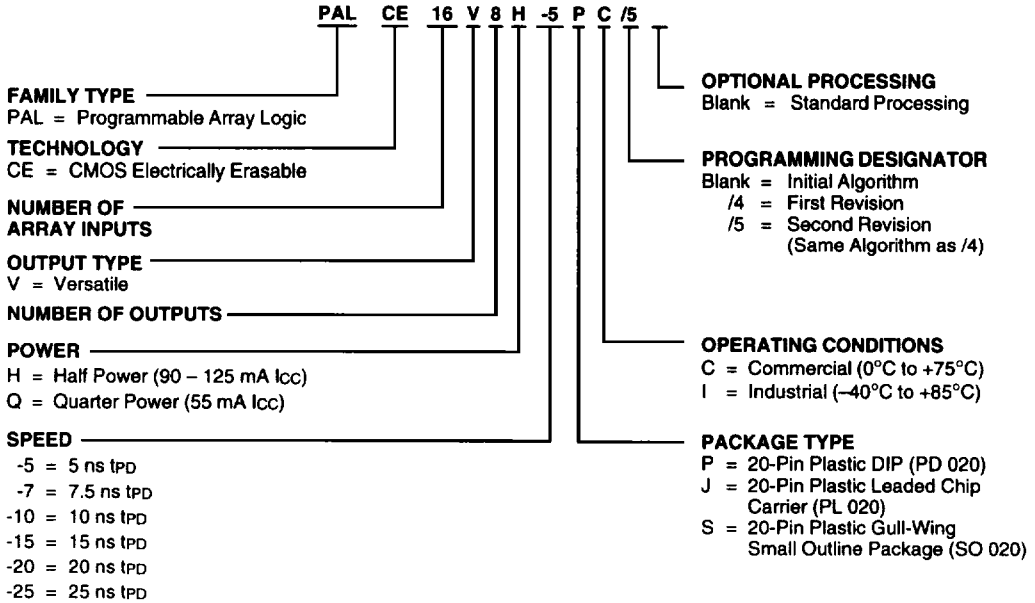 PAL CE 16 V 8 H -5 P C /5
FAMILY TYPE
PAL = Programmable Array Logic
TECHNOLOGY
CE = CMOS Electrically Erasable
NUMBER OF
ARRAY INPUTS
OUTPUT TYPE
V = Versatile
NUMBER OF OUTPUTS
POWER
H = Half Power (90 – 125 mA ICC)
Q = Quarter Power (55 mA ICC)
SPEED
-5 = 5 ns tPD
-7 = 7.5 ns tPD
-10 = 10 ns tPD
-15 = 15 ns tPD
-20 = 20 ns tPD
-25 = 25 ns tPD
OPTIONAL PROCESSING
Blank = Standard Processing
PROGRAMMING DESIGNATOR
Blank = Initial Algorithm
/4 = First Revision
/5 = Second Revision
(Same Algorithm as /4)
OPERATING CONDITIONS
C = Commercial (0°C to +75°C)
I = Industrial (–40°C to +85°C)
PACKAGE TYPE
P = 20-Pin Plastic DIP (PD 020)
J = 20-Pin Plastic Leaded Chip
Carrier (PL 020)
S = 20-Pin Plastic Gull-Wing
Small Outline Package (SO 020)